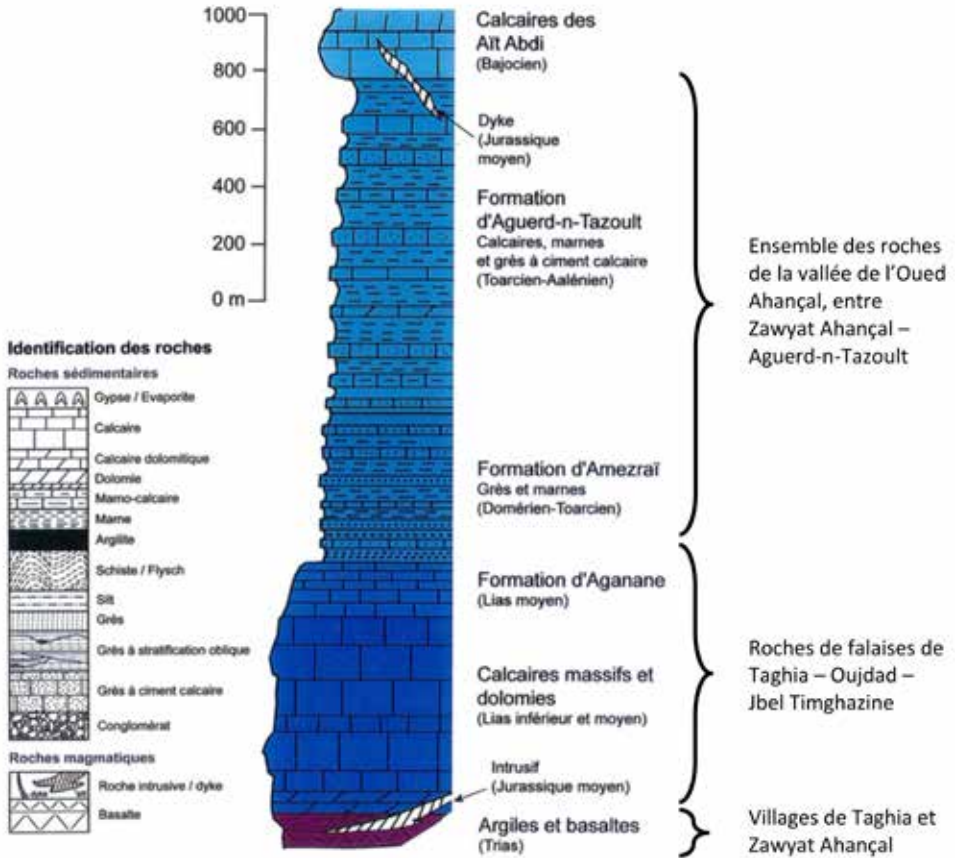 1000
800
600
400
200
0 m
Calcaires des
Aït Abdi
(Bajocien)
Dyke
(Jurassique
moyen)
Formation
d'Aguerd-n-Tazoult
Calcaires, marnes
et grès à ciment calcaire
(Toarcien-Aalénien)
Formation d'Amezraï
Grès et marnes
(Domérien-Toarcien)
Formation d'Aganane
(Lias moyen)
Calcaires massifs et
dolomies
(Lias inférieur et moyen)
Intrusif
(Jurassique moyen)
Argiles et basaltes
(Trias)
Ensemble des roches
de la vallée de l'Oued
Ahançal, entre
Zawyat Ahançal –
Aguerd-n-Tazoult
Roches de falaises de
Taghia – Oujdad –
Jbel Timghazine
Villages de Taghia et
Zawyat Ahançal
Identification des roches
Roches sédimentaires
Gypse / Evaporite
Calcaire
Calcaire dolomitique
Dolomie
Marno-calcaire
Marne
Argilite
Schiste / Flysch
Silt
Grès
Grès à stratification oblique
Grès à ciment calcaire
Conglomérat
Roches magmatiques
Roche intrusive / dyke
Basalte